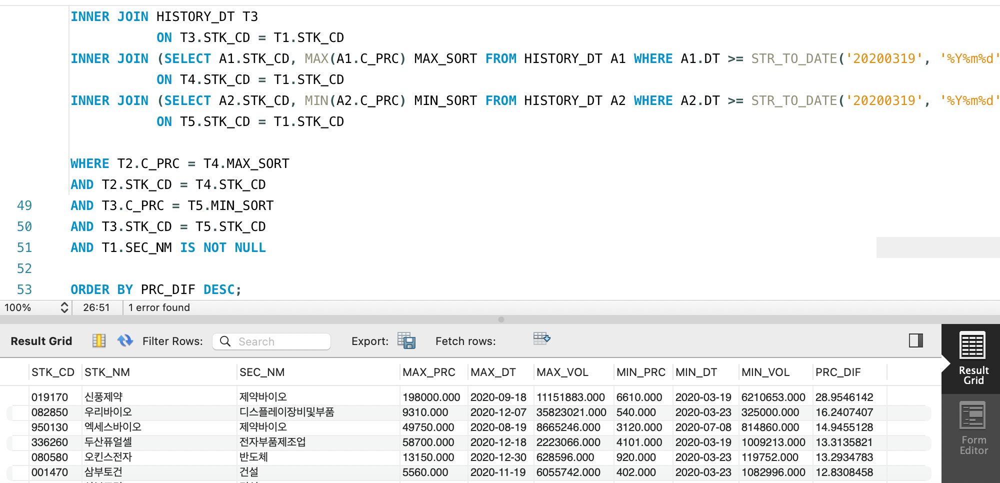 INNER JOIN HISTORY_DT T3
ON T3.STK_CD = T1.STK_CD
INNER JOIN (SELECT A1.STK_CD, MAX(A1.C_PRC) MAX_SORT FROM HISTORY_DT A1 WHERE A1.DT >= STR_TO_DATE('20200319', '%Y%m%d'
ON T4.STK_CD = T1.STK_CD
INNER JOIN (SELECT A2.STK_CD, MIN(A2.C_PRC) MIN_SORT FROM HISTORY_DT A2 WHERE A2.DT >= STR_TO_DATE('20200319', '%Y%m%d'
ON T5.STK_CD = T1.STK_CD
WHERE T2.C_PRC = T4.MAX_SORT
AND T2.STK_CD = T4.STK_CD
49 AND T3.C_PRC = T5.MIN_SORT
50 AND T3.STK_CD = T5.STK_CD
51 AND T1.SEC_NM IS NOT NULL
52
53 ORDER BY PRC_DIF DESC;
100% 26:51 1 error found
Result Grid Filter Rows: Search Export: Fetch rows:
STK_CD STK_NM SEC_NM MAX_PRC MAX_DT MAX_VOL MIN_PRC MIN_DT MIN_VOL PRC_DIF
019170 신풍제약 제약바이오 198000.000 2020-09-18 11151883.000 6610.000 2020-03-19 6210653.000 28.9546142
082850 우리바이오 디스플레이장비및부품 9310.000 2020-12-07 35823021.000 540.000 2020-03-23 325000.000 16.2407407
950130 엑세스바이오 제약바이오 49750.000 2020-08-19 8665246.000 3120.000 2020-07-08 814860.000 14.9455128
336260 두산퓨얼셀 전자부품제조업 58700.000 2020-12-18 2223066.000 4101.000 2020-03-19 1009213.000 13.3135821
080580 오킨스전자 반도체 13150.000 2020-12-30 628596.000 920.000 2020-03-23 119752.000 13.2934783
001470 삼부토건 건설 5560.000 2020-11-19 6055742.000 402.000 2020-03-23 1082996.000 12.8308458
Result
Grid
Form
Editor